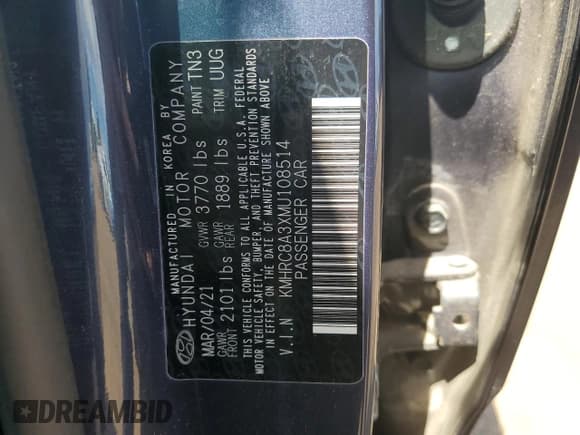 MANUFACTURED IN KOREA BY
HYUNDAI MOTOR COMPANY
MAR/04/21 GVWR 3770 lbs PAINT TN3
GAWR FRONT 2101 lbs GAWR REAR 1889 lbs TRIM UUG
THIS VEHICLE CONFORMS TO ALL APPLICABLE U.S.A. FEDERAL
MOTOR VEHICLE SAFETY, BUMPER, AND THEFT PREVENTION STANDARDS
IN EFFECT ON THE DATE OF MANUFACTURE SHOWN ABOVE
V.I.N KMHRC8A3XMU108514
PASSENGER CAR
DREAMBID